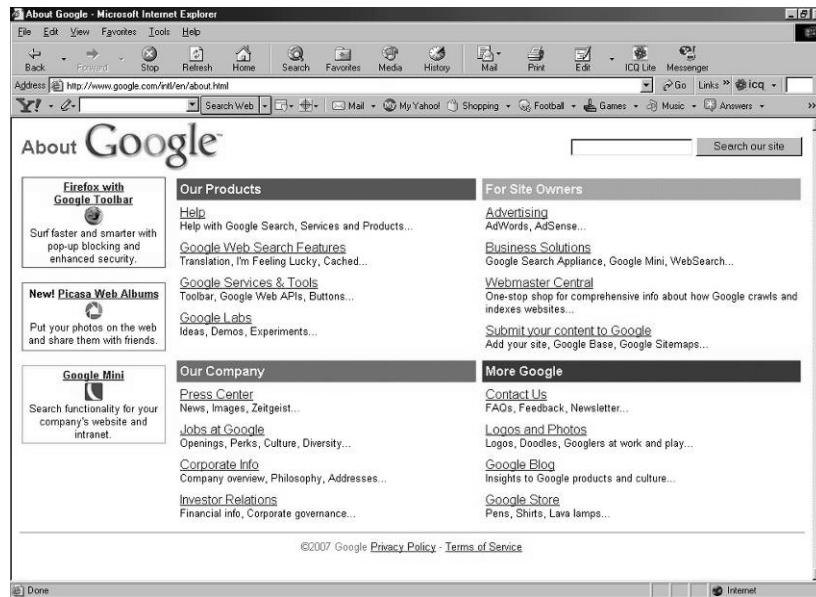 About Google - Microsoft Internet Explorer
File Edit View Favorites Tools Help
Back Forward Stop Refresh Home Search Favorites Media History Mail Print Edit ICQ Lite Messenger
Address http://www.google.com/intl/en/about.html Go Links » icq
Y! Search Web Mail My Yahoo! Shopping Football Games Music Answers »
About Google™
Search our site
Firefox with
Google Toolbar
Surf faster and smarter with
pop-up blocking and
enhanced security.
New! Picasa Web Albums
Put your photos on the web
and share them with friends.
Google Mini
Search functionality for your
company's website and
intranet.
Our Products
Help
Help with Google Search, Services and Products...
Google Web Search Features
Translation, I'm Feeling Lucky, Cached...
Google Services & Tools
Toolbar, Google Web APIs, Buttons...
Google Labs
Ideas, Demos, Experiments...
For Site Owners
Advertising
AdWords, AdSense...
Business Solutions
Google Search Appliance, Google Mini, WebSearch...
Webmaster Central
One-stop shop for comprehensive info about how Google crawls and
indexes websites...
Submit your content to Google
Add your site, Google Base, Google Sitemaps...
Our Company
Press Center
News, Images, Zeitgeist...
Jobs at Google
Openings, Perks, Culture, Diversity...
Corporate Info
Company overview, Philosophy, Addresses...
Investor Relations
Financial info, Corporate governance...
More Google
Contact Us
FAQs, Feedback, Newsletter...
Logos and Photos
Logos, Doodles, Googlers at work and play...
Google Blog
Insights to Google products and culture...
Google Store
Pens, Shirts, Lava lamps...
©2007 Google Privacy Policy - Terms of Service
Done Internet